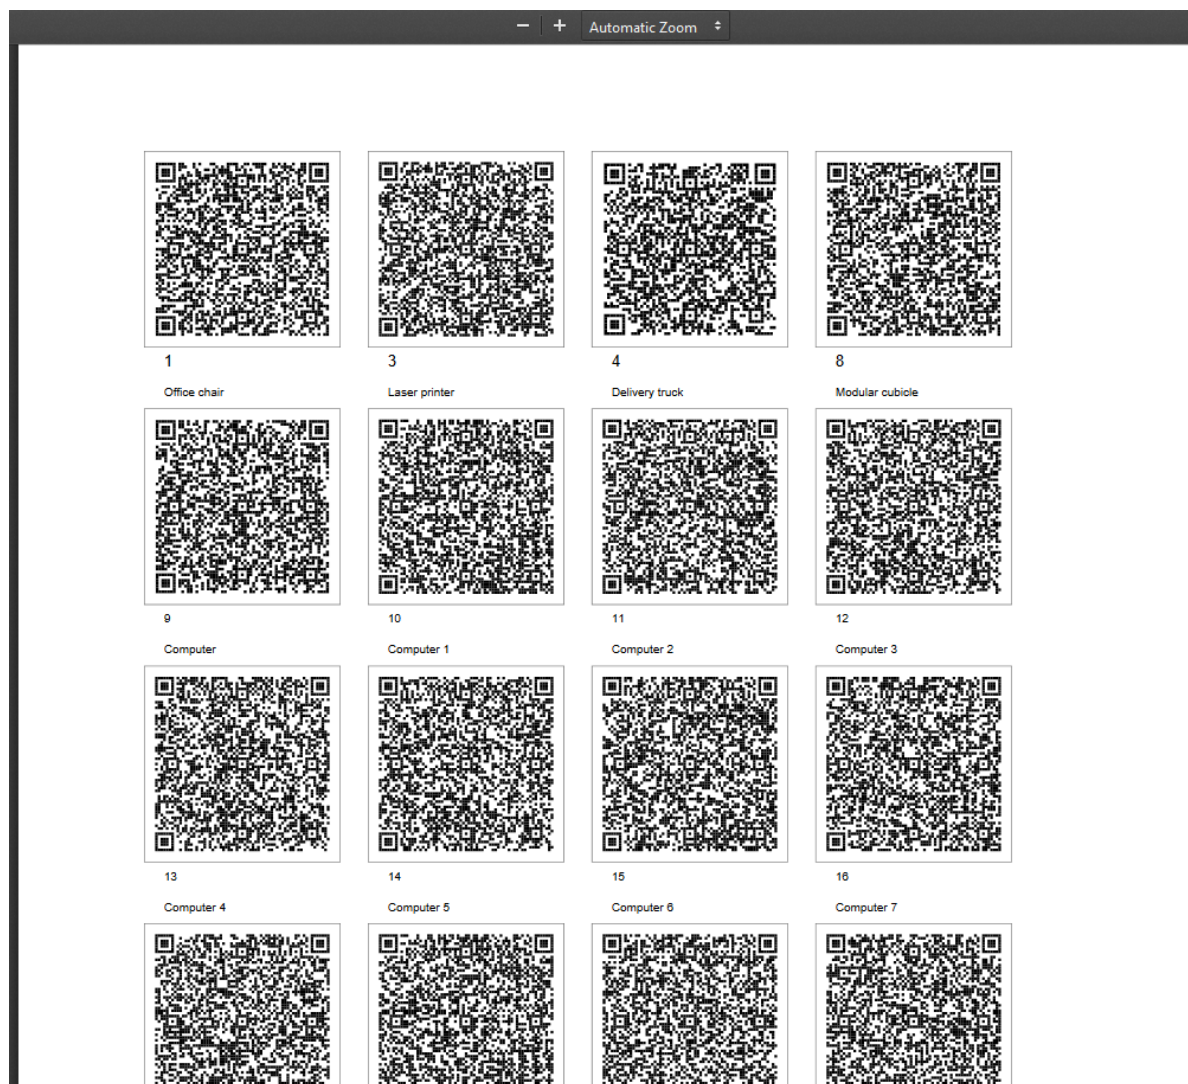 Automatic Zoom
1 3 4 8
Office chair Laser printer Delivery truck Modular cubicle
9 10 11 12
Computer Computer 1 Computer 2 Computer 3
13 14 15 16
Computer 4 Computer 5 Computer 6 Computer 7